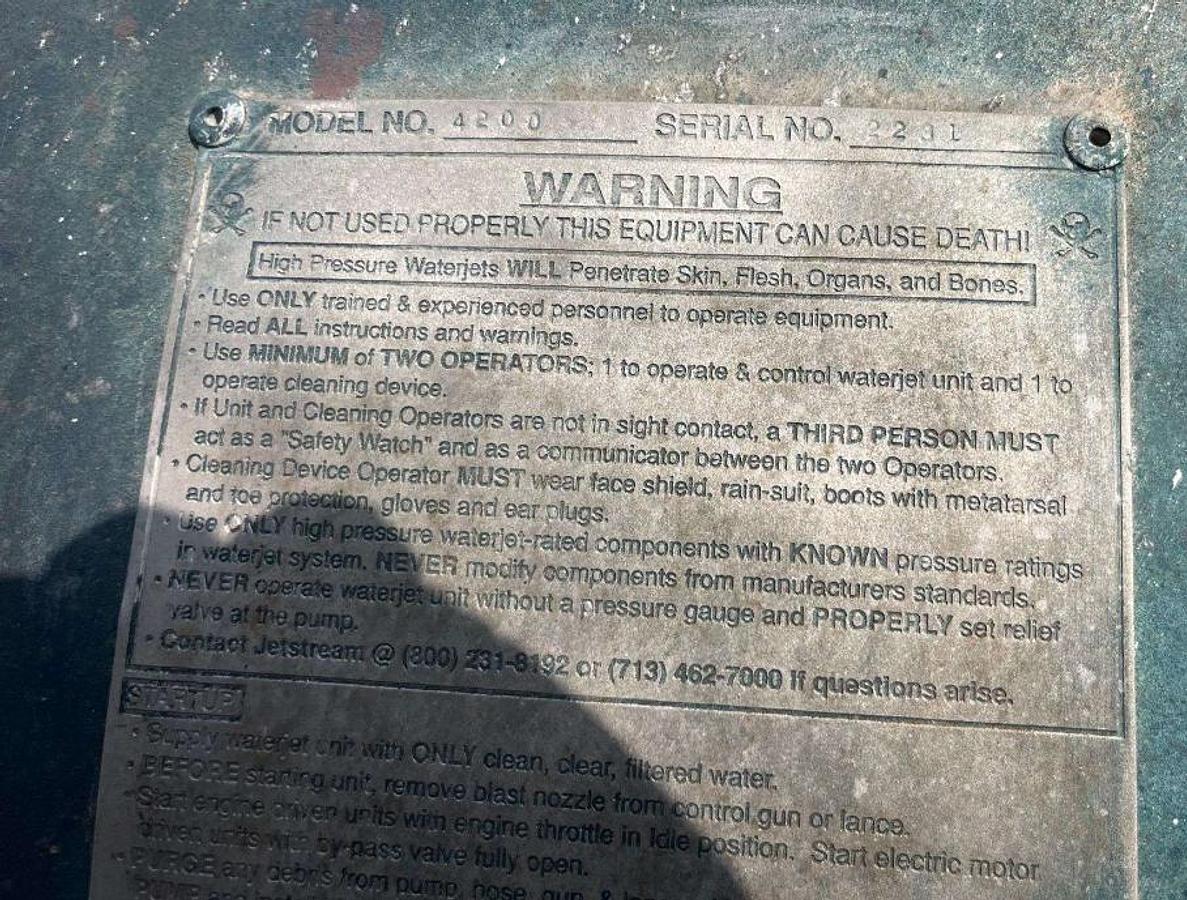 MODEL NO. 4200 SERIAL NO. 2231
WARNING
IF NOT USED PROPERLY THIS EQUIPMENT CAN CAUSE DEATH!
High Pressure Waterjets WILL Penetrate Skin, Flesh, Organs, and Bones.
• Use ONLY trained & experienced personnel to operate equipment.
• Read ALL instructions and warnings.
• Use MINIMUM of TWO OPERATORS; 1 to operate & control waterjet unit and 1 to
operate cleaning device.
• If Unit and Cleaning Operators are not in sight contact, a THIRD PERSON MUST
act as a "Safety Watch" and as a communicator between the two Operators.
• Cleaning Device Operator MUST wear face shield, rain-suit, boots with metatarsal
and toe protection, gloves and ear plugs.
• Use ONLY high pressure waterjet-rated components with KNOWN pressure ratings
in waterjet system. NEVER modify components from manufacturers standards.
• NEVER operate waterjet unit without a pressure gauge and PROPERLY set relief
valve at the pump.
• Contact Jetstream @ (800) 231-8192 or (713) 462-7000 if questions arise.
STARTUP
• Supply waterjet unit with ONLY clean, clear, filtered water.
• BEFORE starting unit, remove blast nozzle from control gun or lance.
• Start engine driven units with engine throttle in Idle position. Start electric motor
driven units with by-pass valve fully open.
• PURGE any debris from pump, hose, gun, &